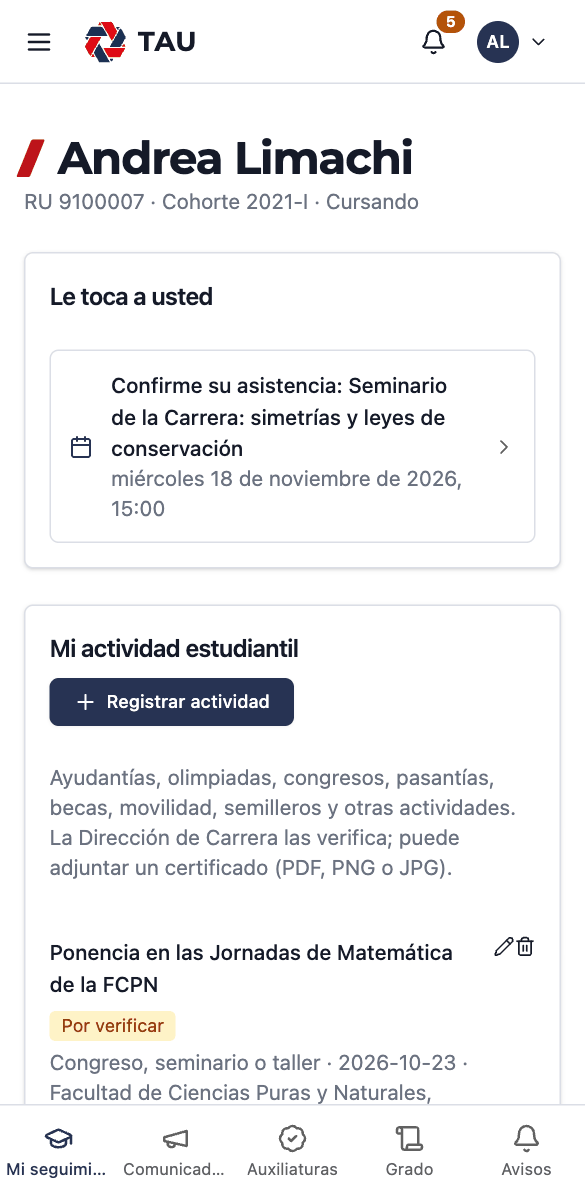 TAU
5
AL
Andrea Limachi
RU 9100007 · Cohorte 2021-I · Cursando
Le toca a usted
Confirme su asistencia: Seminario
de la Carrera: simetrías y leyes de
conservación
miércoles 18 de noviembre de 2026,
15:00
Mi actividad estudiantil
Registrar actividad
Ayudantías, olimpiadas, congresos, pasantías,
becas, movilidad, semilleros y otras actividades.
La Dirección de Carrera las verifica; puede
adjuntar un certificado (PDF, PNG o JPG).
Ponencia en las Jornadas de Matemática
de la FCPN
Por verificar
Congreso, seminario o taller · 2026-10-23 ·
Facultad de Ciencias Puras y Naturales,
Mi seguimi...
Comunicad...
Auxiliaturas
Grado
Avisos